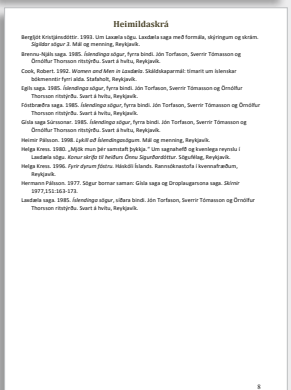 Heimildaskrá
Bergljót Kristjánsdóttir. 1993. Um Laxælu sögu. Laxdæla saga með formála, skýringum og skrám.
Sígildar sögur 3. Mál og menning, Reykjavík.
Brennu-Njáls saga. 1985. Íslendinga sögur, fyrra bindi. Jón Torfason, Sverrir Tómasson og
Örnólfur Thorsson ritstýrðu. Svart á hvítu, Reykjavík.
Cook, Robert. 1992. Women and Men in Laxdæla. Skáldskaparmál: tímarit um íslenskar
bókmenntir fyrri alda. Stafaholt, Reykjavík.
Egils saga. 1985. Íslendinga sögur, fyrra bindi. Jón Torfason, Sverrir Tómasson og Örnólfur
Thorsson ritstýrðu. Svart á hvítu, Reykjavík.
Fóstbræðra saga. 1985. Íslendinga sögur, fyrra bindi. Jón Torfason, Sverrir Tómasson og Örnólfur
Thorsson ritstýrðu. Svart á hvítu, Reykjavík.
Gísla saga Súrssonar. 1985. Íslendinga sögur, fyrra bindi. Jón Torfason, Sverrir Tómasson og
Örnólfur Thorsson ritstýrðu. Svart á hvítu, Reykjavík.
Heimir Pálsson. 1998. Lykill að Íslendingasögum. Mál og menning, Reykjavík.
Helga Kress. 1980. „Mjök mun þér samstaft þykkja." Um sagnahefð og kvenlega reynslu í
Laxdælu sögu. Konur skrifa til heiðurs Önnu Sigurðardóttur. Sögufélag, Reykjavík.
Helga Kress. 1996. Fyrir dyrum fóstru. Háskóli Íslands. Rannsóknastofa í kvennafræðum,
Reykjavík.
Hermann Pálsson. 1977. Sögur bornar saman: Gísla saga og Droplaugarsona saga. Skírnir
1977,151:163-173.
Laxdæla saga. 1985. Íslendinga sögur, síðara bindi. Jón Torfason, Sverrir Tómasson og Örnólfur
Thorsson ritstýrðu. Svart á hvítu, Reykjavík.
8